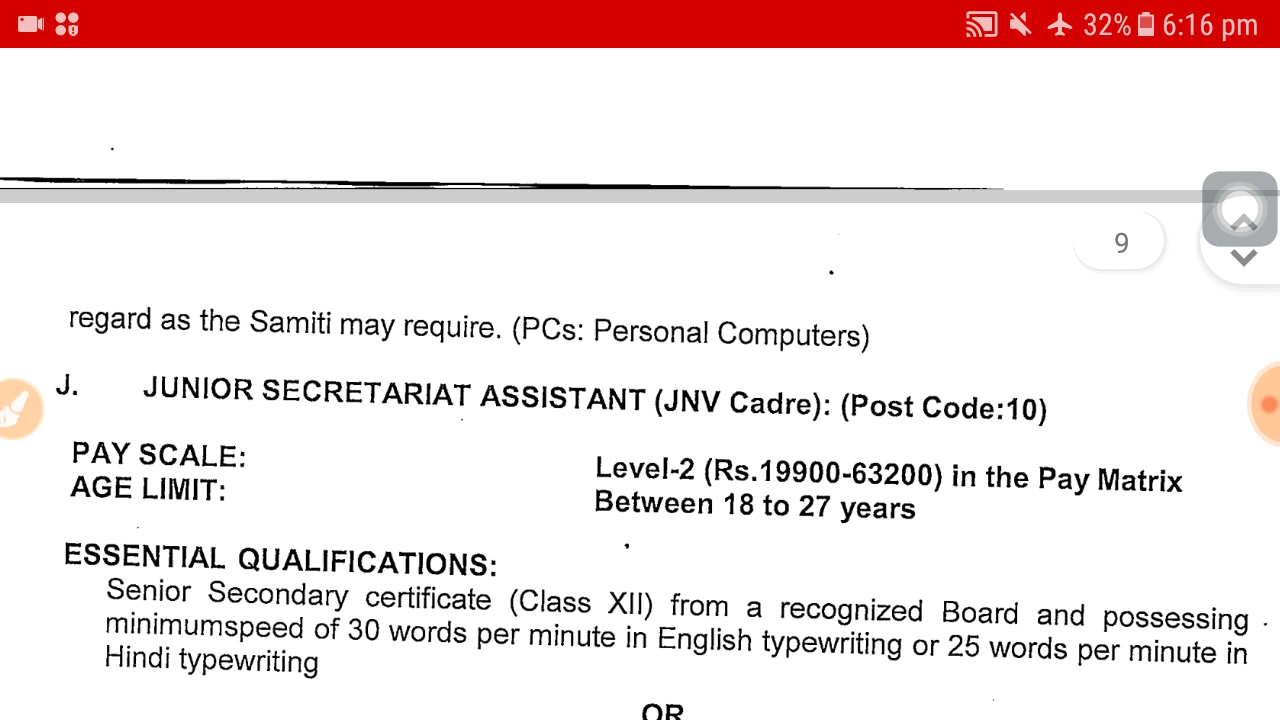 32% 6:16 pm
9
regard as the Samiti may require. (PCs: Personal Computers)
J. JUNIOR SECRETARIAT ASSISTANT (JNV Cadre): (Post Code:10)
PAY SCALE: Level-2 (Rs.19900-63200) in the Pay Matrix
AGE LIMIT: Between 18 to 27 years
ESSENTIAL QUALIFICATIONS:
Senior Secondary certificate (Class XII) from a recognized Board and possessing
minimumspeed of 30 words per minute in English typewriting or 25 words per minute in
Hindi typewriting
OR